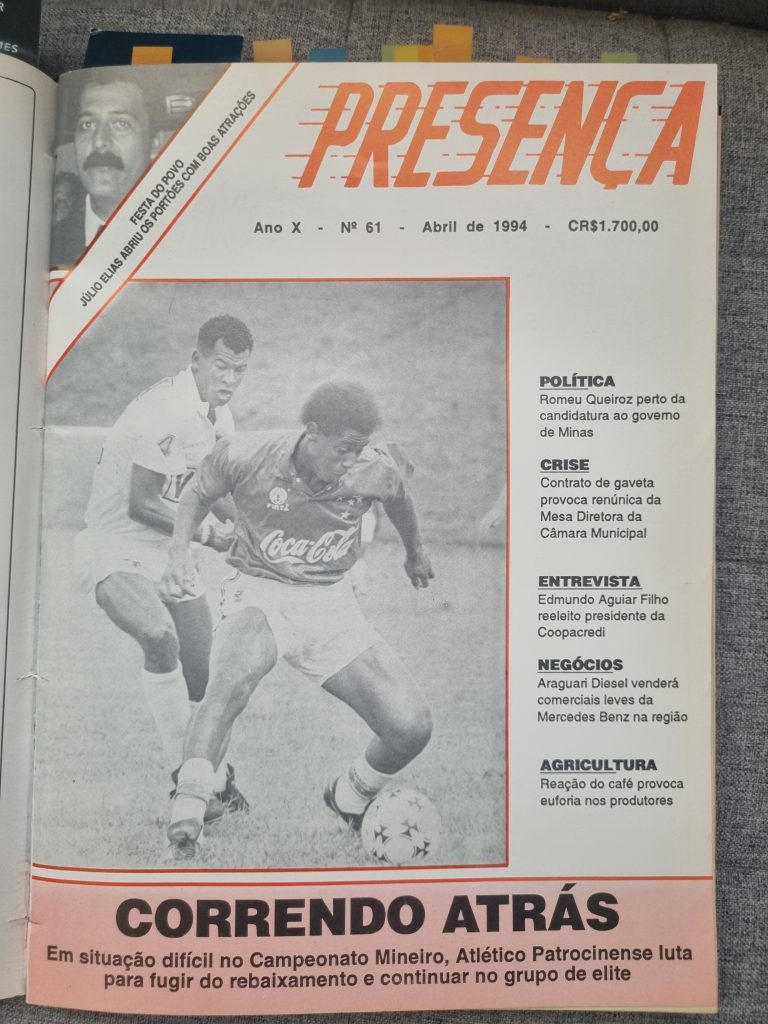 R
ES
FESTA DO POVO
JÚLIO ELIAS ABRIU OS PORTÕES COM BOAS ATRAÇÕES
PRESENÇA
Ano X - Nº 61 - Abril de 1994 - CR$1.700,00
POLÍTICA
Romeu Queiroz perto da
candidatura ao governo
de Minas
CRISE
Contrato de gaveta
provoca renúnica da
Mesa Diretora da
Câmara Municipal
ENTREVISTA
Edmundo Aguiar Filho
reeleito presidente da
Coopacredi
NEGÓCIOS
Araguari Diesel venderá
comerciais leves da
Mercedes Benz na região
AGRICULTURA
Reação do café provoca
euforia nos produtores
FINTA
Coca-Cola
CORRENDO ATRÁS
Em situação difícil no Campeonato Mineiro, Atlético Patrocinense luta
para fugir do rebaixamento e continuar no grupo de elite